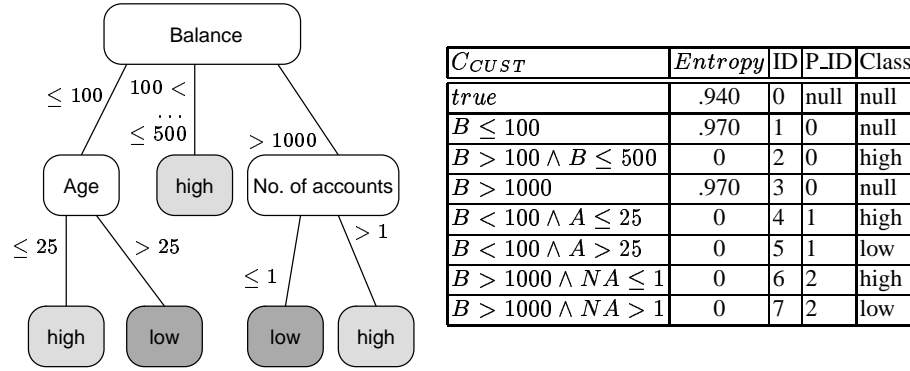 Balance
≤ 100
100 <
...
≤ 500
> 1000
Age
high
No. of accounts
≤ 25
> 25
≤ 1
> 1
high
low
low
high
C_CUST Entropy ID P_ID Class
true .940 0 null null
B ≤ 100 .970 1 0 null
B > 100 ∧ B ≤ 500 0 2 0 high
B > 1000 .970 3 0 null
B < 100 ∧ A ≤ 25 0 4 1 high
B < 100 ∧ A > 25 0 5 1 low
B > 1000 ∧ NA ≤ 1 0 6 2 high
B > 1000 ∧ NA > 1 0 7 2 low